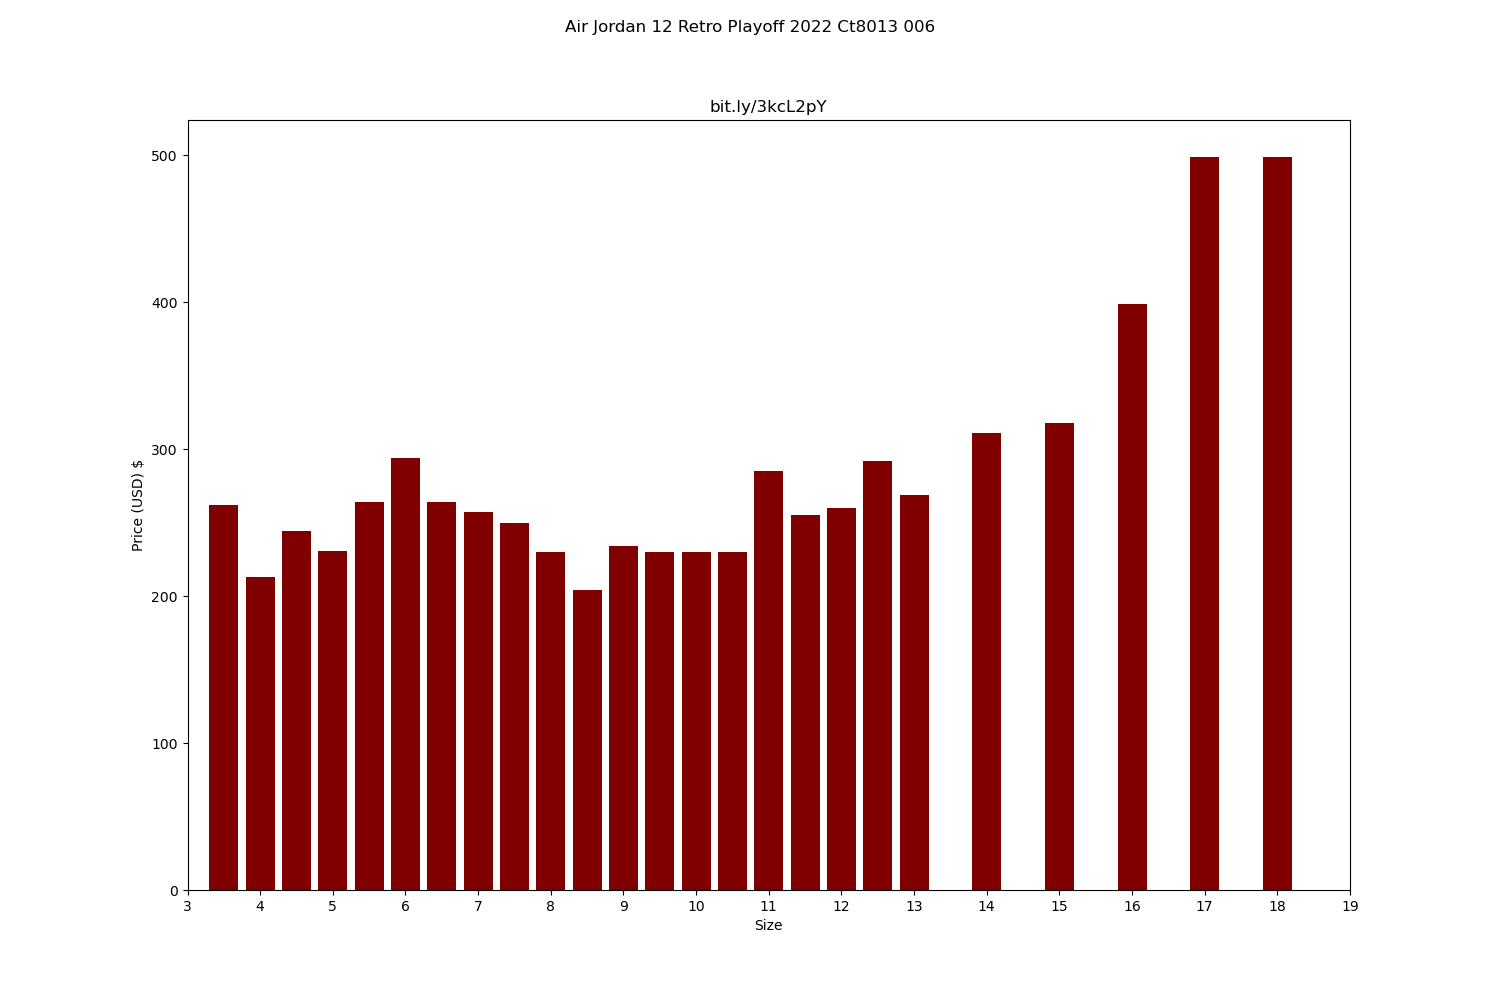 Air Jordan 12 Retro Playoff 2022 Ct8013 006
bit.ly/3kcL2pY
500
400
300
200
100
0
Price (USD) $
3 4 5 6 7 8 9 10 11 12 13 14 15 16 17 18 19
Size